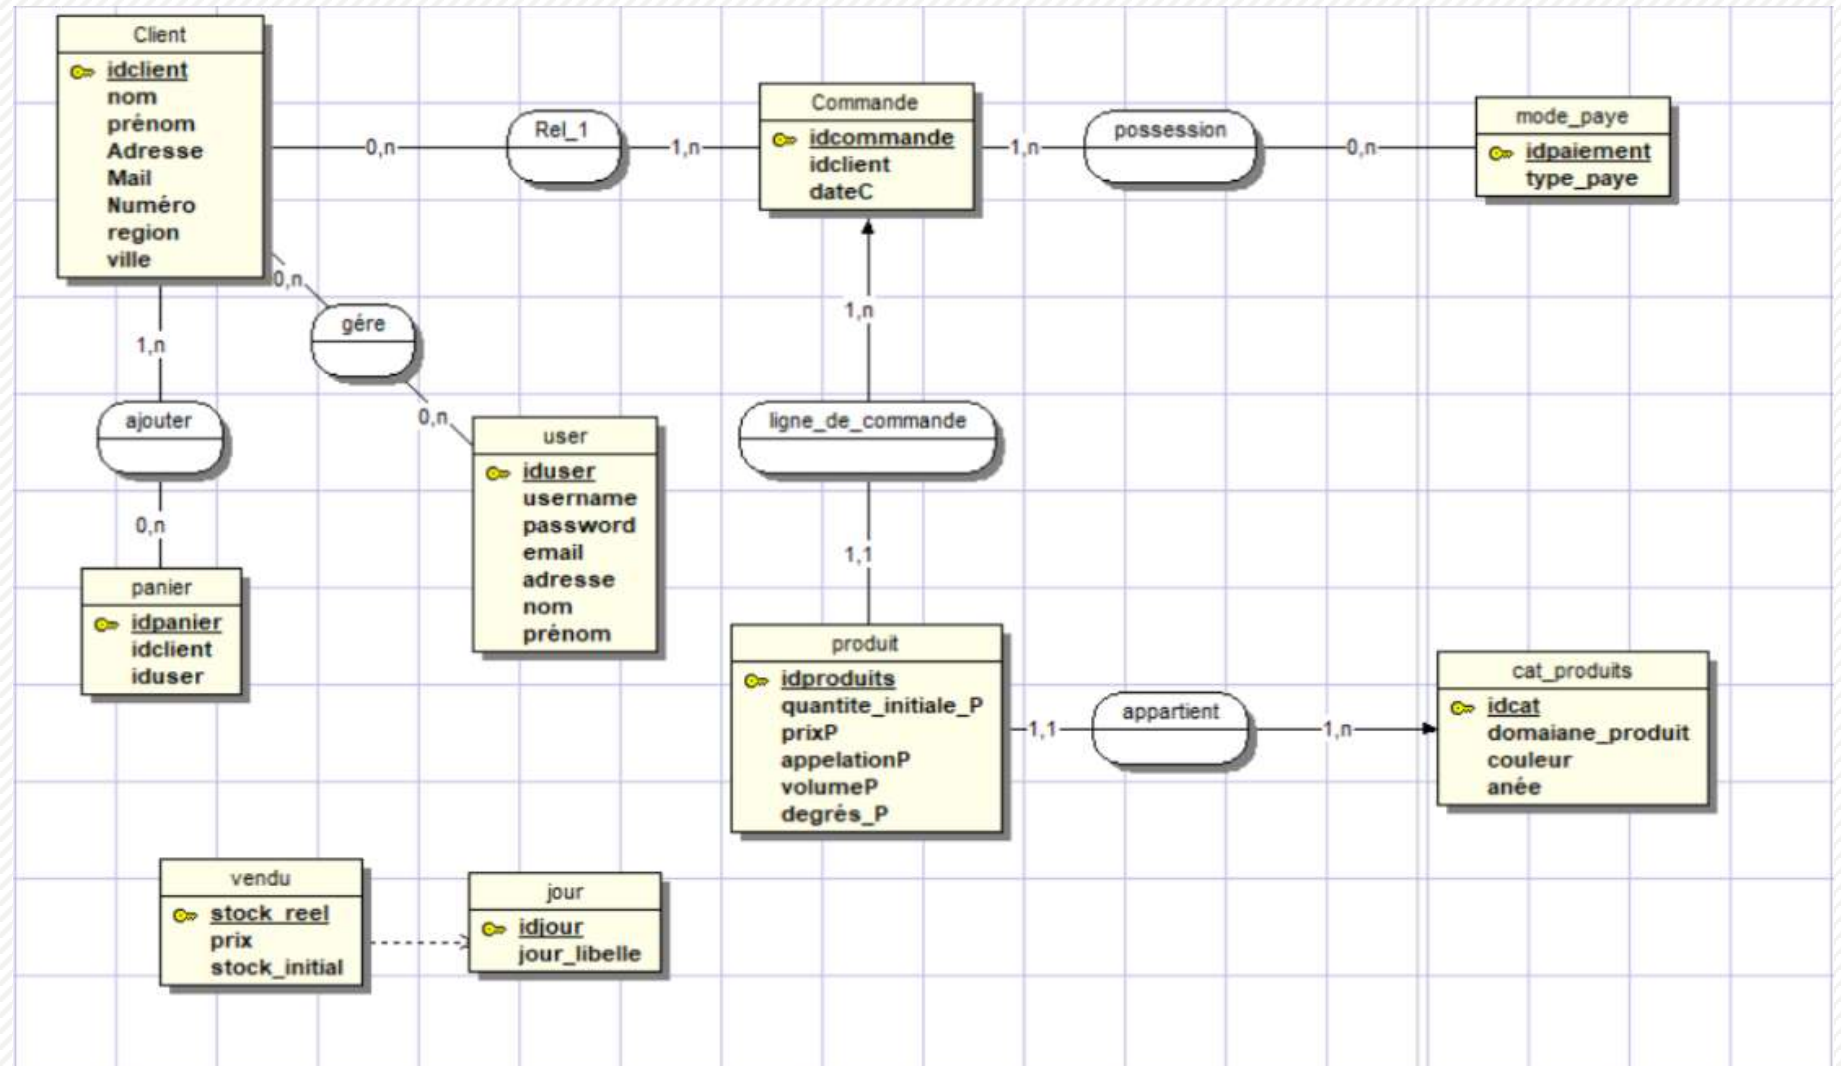 Client
idclient
nom
prénom
Adresse
Mail
Numéro
region
ville
0,n
Rel_1
1,n
Commande
idcommande
idclient
dateC
1,n
possession
0,n
mode_paye
idpaiement
type_paye
0,n
gére
0,n
1,n
ajouter
0,n
user
iduser
username
password
email
adresse
nom
prénom
1,n
ligne_de_commande
1,1
panier
idpanier
idclient
iduser
produit
idproduits
quantite_initiale_P
prixP
appelationP
volumeP
degrés_P
1,1
appartient
1,n
cat_produits
idcat
domaiane_produit
couleur
anée
vendu
stock_reel
prix
stock_initial
jour
idjour
jour_libelle